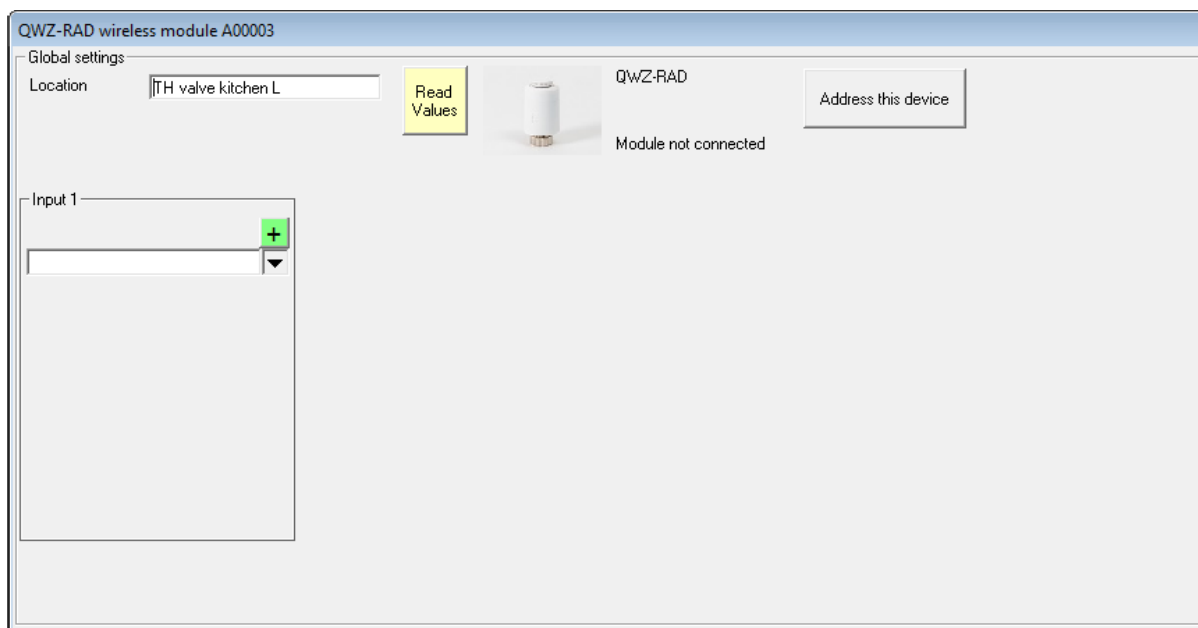 QWZ-RAD wireless module A00003
Global settings
Location
TH valve kitchen L
Read
Values
QWZ-RAD
Address this device
Module not connected
Input 1
+